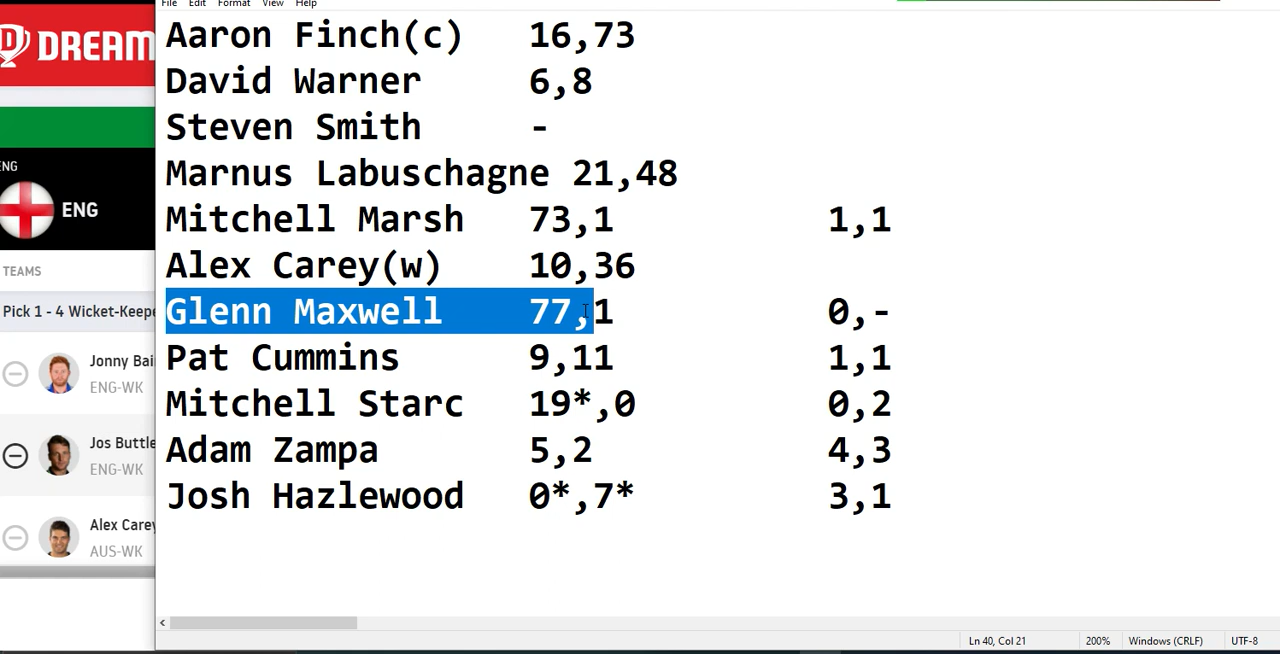 File Edit Format View Help
DREAM
Aaron Finch(c) 16,73
David Warner 6,8
Steven Smith -
Marnus Labuschagne 21,48
Mitchell Marsh 73,1 1,1
Alex Carey(w) 10,36
Glenn Maxwell 77,1 0,-
Pat Cummins 9,11 1,1
Mitchell Starc 19*,0 0,2
Adam Zampa 5,2 4,3
Josh Hazlewood 0*,7* 3,1
ENG
ENG
TEAMS
Pick 1 - 4 Wicket-Keepe
Jonny Bai
ENG-WK
Jos Buttle
ENG-WK
Alex Carey
AUS-WK
Ln 40, Col 21 200% Windows (CRLF) UTF-8